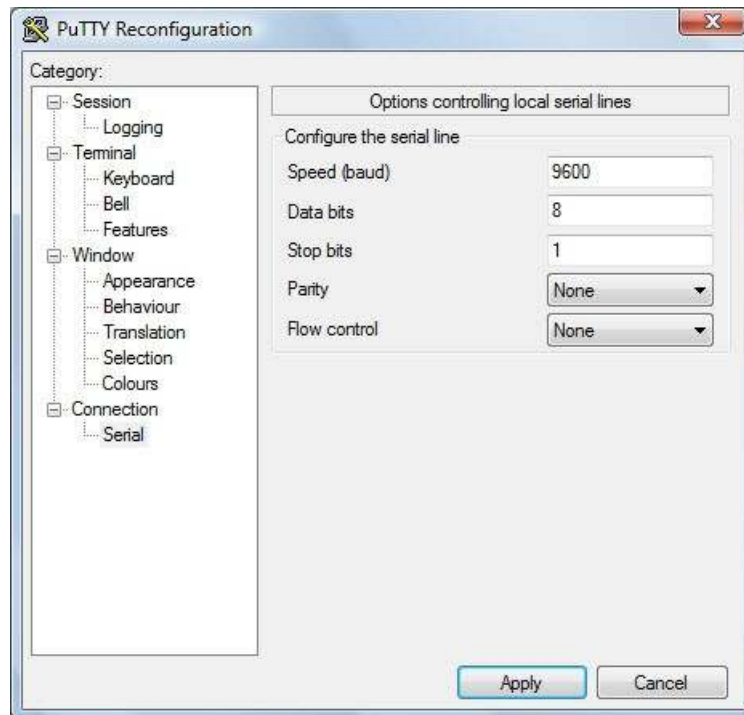 PuTTY Reconfiguration
Category:
Session
Logging
Terminal
Keyboard
Bell
Features
Window
Appearance
Behaviour
Translation
Selection
Colours
Connection
Serial
Options controlling local serial lines
Configure the serial line
Speed (baud) 9600
Data bits 8
Stop bits 1
Parity None
Flow control None
Apply Cancel